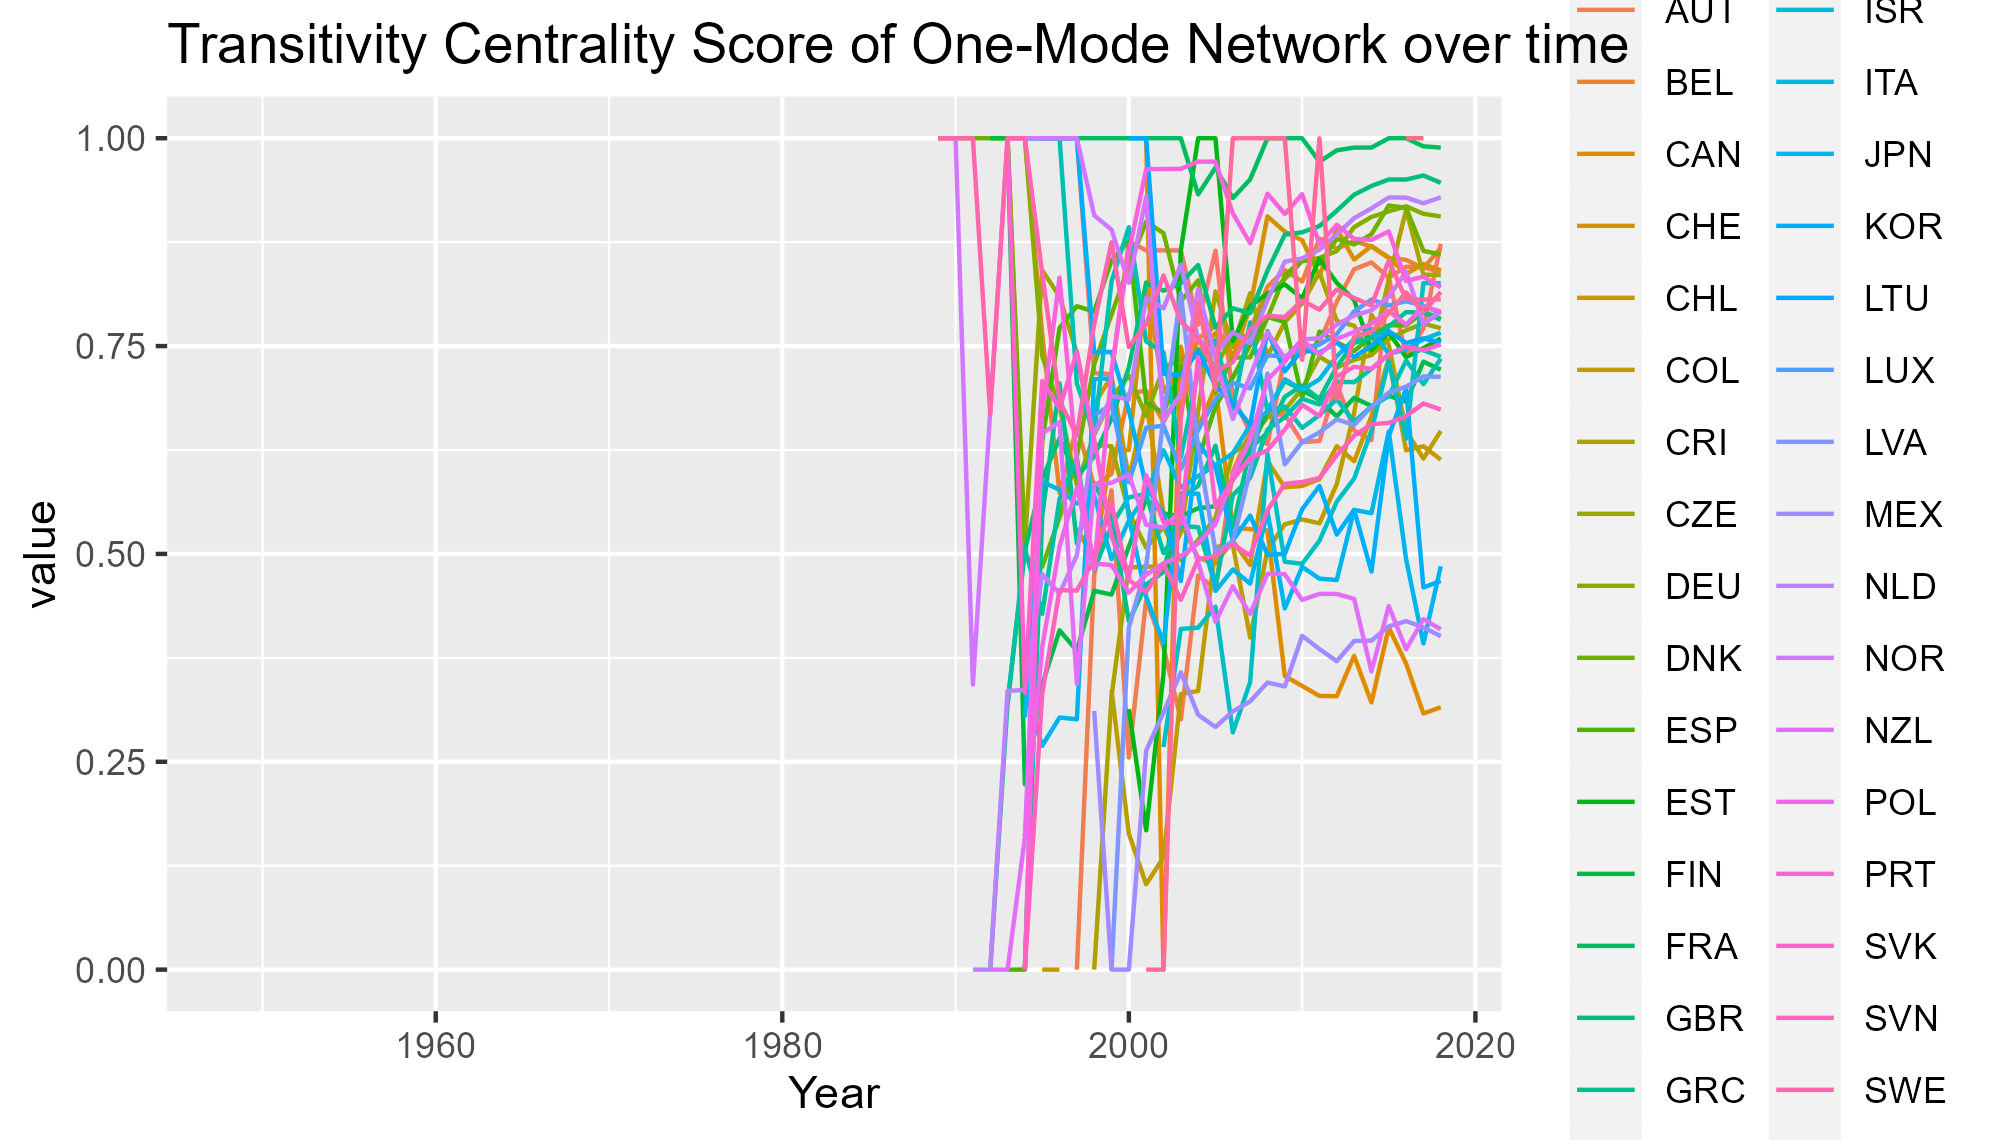 Transitivity Centrality Score of One-Mode Network over time
value
1.00
0.75
0.50
0.25
0.00
1960
1980
2000
2020
Year
AUT
BEL
CAN
CHE
CHL
COL
CRI
CZE
DEU
DNK
ESP
EST
FIN
FRA
GBR
GRC
ISR
ITA
JPN
KOR
LTU
LUX
LVA
MEX
NLD
NOR
NZL
POL
PRT
SVK
SVN
SWE